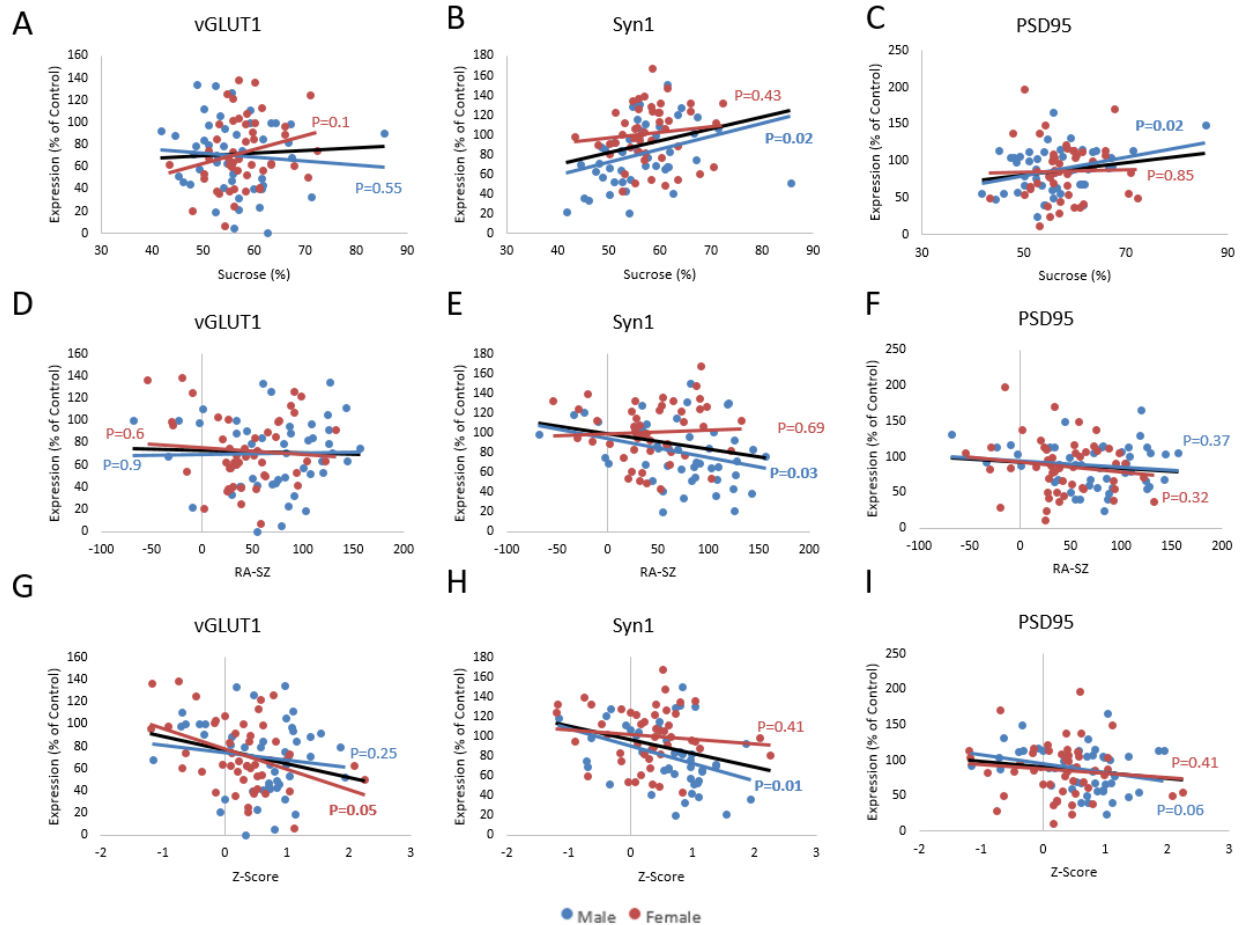 A
vGLUT1
Expression (% of Control)
160
140
120
100
80
60
40
20
0
P=0.1
P=0.55
30 40 50 60 70 80 90
Sucrose (%)
B
Syn1
Expression (% of Control)
180
160
140
120
100
80
60
40
20
0
P=0.43
P=0.02
30 40 50 60 70 80 90
Sucrose (%)
C
PSD95
Expression (% of Control)
250
200
150
100
50
0
P=0.02
P=0.85
30 50 70 90
Sucrose (%)
D
vGLUT1
Expression (% of Control)
160
140
120
100
80
60
40
20
0
P=0.6
P=0.9
-100 -50 0 50 100 150 200
RA-SZ
E
Syn1
Expression (% of Control)
180
160
140
120
100
80
60
40
20
0
P=0.69
P=0.03
-100 -50 0 50 100 150 200
RA-SZ
F
PSD95
Expression (% of Control)
250
200
150
100
50
0
P=0.37
P=0.32
-100 -50 0 50 100 150 200
RA-SZ
G
vGLUT1
Expression (% of Control)
160
140
120
100
80
60
40
20
0
P=0.25
P=0.05
-2 -1 0 1 2 3
Z-Score
H
Syn1
Expression (% of Control)
180
160
140
120
100
80
60
40
20
0
P=0.41
P=0.01
-2 -1 0 1 2 3
Z-Score
I
PSD95
Expression (% of Control)
250
200
150
100
50
0
P=0.41
P=0.06
-2 -1 0 1 2 3
Z-Score
Male Female